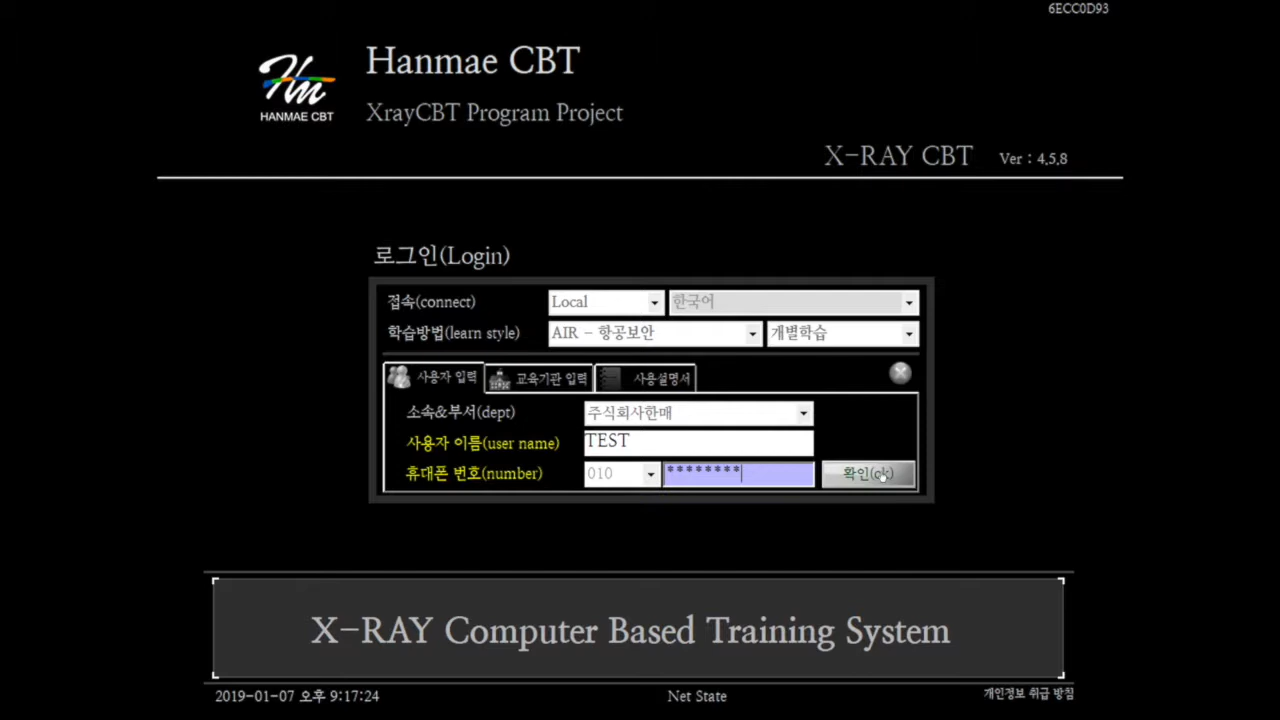 6ECC0D93
Hanmae CBT
HANMAE CBT
XrayCBT Program Project
X-RAY CBT Ver : 4.5.8
로그인(Login)
접속(connect) Local 한국어
학습방법(learn style) AIR - 항공보안 개별학습
사용자 입력 교육기관 입력 사용설명서
소속&부서(dept) 주식회사한매
사용자 이름(user name) TEST
휴대폰 번호(number) 010 ******** 확인(ok)
X-RAY Computer Based Training System
2019-01-07 오후 9:17:24 Net State 개인정보 취급 방침